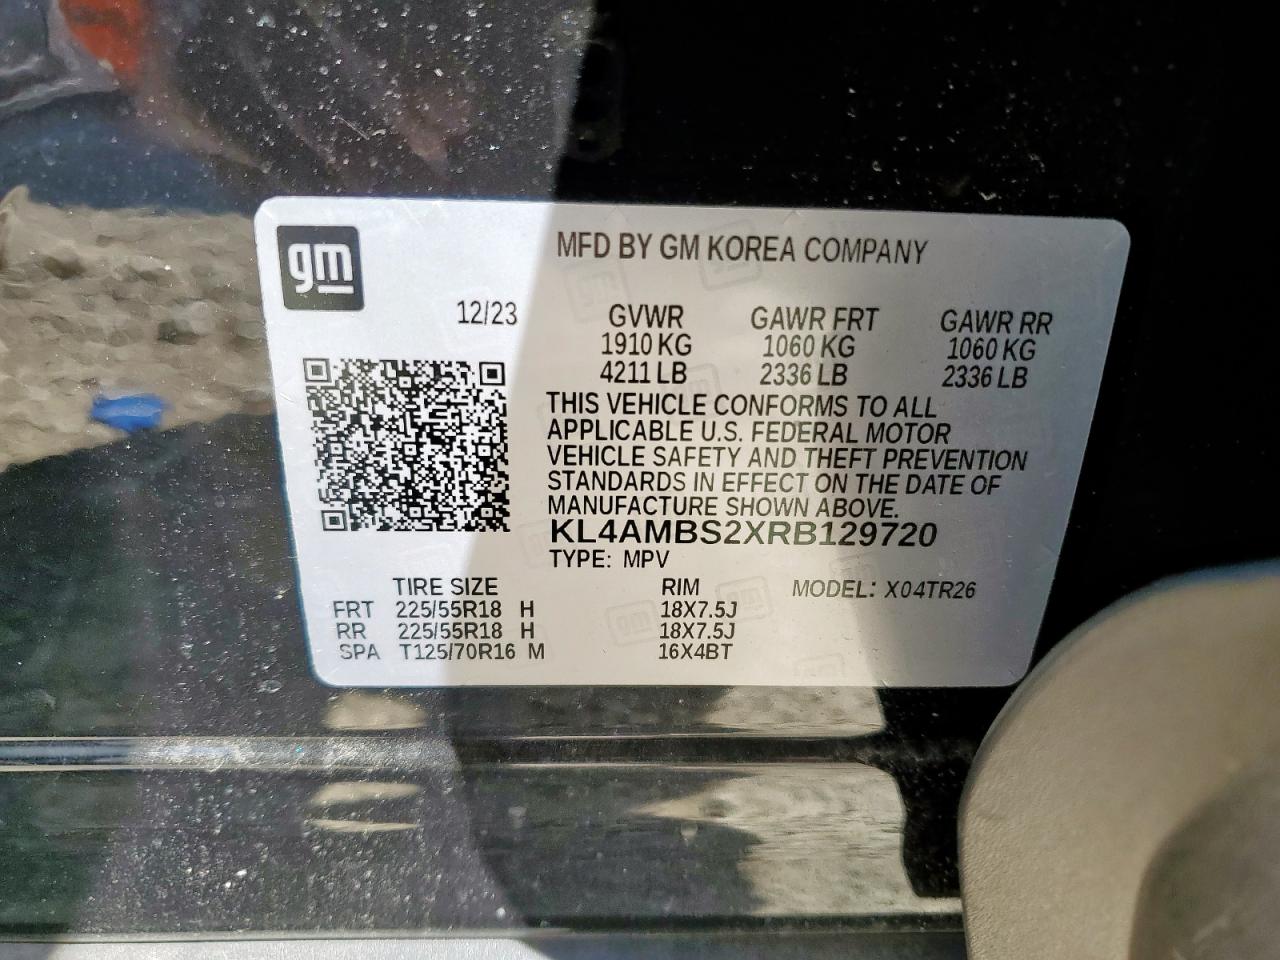 gm
MFD BY GM KOREA COMPANY
12/23
GVWR GAWR FRT GAWR RR
1910 KG 1060 KG 1060 KG
4211 LB 2336 LB 2336 LB
THIS VEHICLE CONFORMS TO ALL
APPLICABLE U.S. FEDERAL MOTOR
VEHICLE SAFETY AND THEFT PREVENTION
STANDARDS IN EFFECT ON THE DATE OF
MANUFACTURE SHOWN ABOVE.
KL4AMBS2XRB129720
TYPE: MPV
TIRE SIZE RIM MODEL: X04TR26
FRT 225/55R18 H 18X7.5J
RR 225/55R18 H 18X7.5J
SPA T125/70R16 M 16X4BT